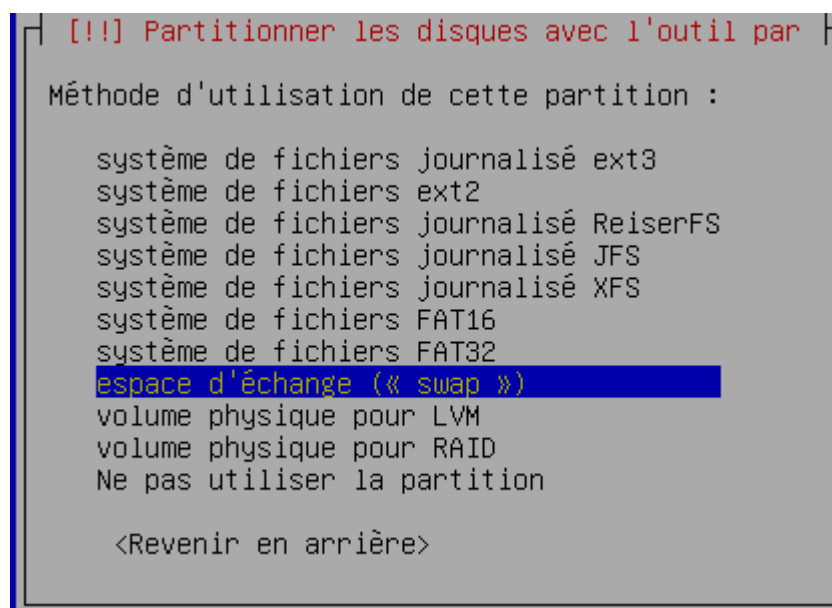 [!!] Partitionner les disques avec l'outil par
Méthode d'utilisation de cette partition :
système de fichiers journalisé ext3
système de fichiers ext2
système de fichiers journalisé ReiserFS
système de fichiers journalisé JFS
système de fichiers journalisé XFS
système de fichiers FAT16
système de fichiers FAT32
espace d'échange (« swap »)
volume physique pour LVM
volume physique pour RAID
Ne pas utiliser la partition
<Revenir en arrière>